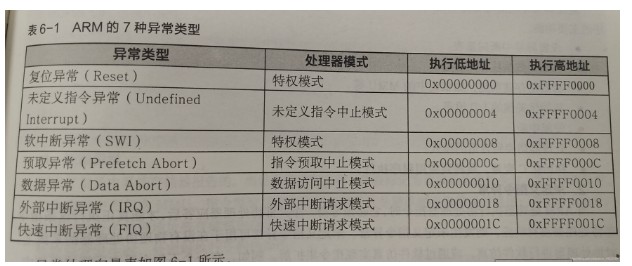 表6-1 ARM 的 7 种异常类型
异常类型 处理器模式 执行低地址 执行高地址
复位异常（Reset） 特权模式 0x00000000 0xFFFF0000
未定义指令异常（Undefined
Interrupt） 未定义指令中止模式 0x00000004 0xFFFF0004
软中断异常（SWI） 特权模式 0x00000008 0xFFFF0008
预取异常（Prefetch Abort） 指令预取中止模式 0x0000000C 0xFFFF000C
数据异常（Data Abort） 数据访问中止模式 0x00000010 0xFFFF0010
外部中断异常（IRQ） 外部中断请求模式 0x00000018 0xFFFF0018
快速中断异常（FIQ） 快速中断请求模式 0x0000001C 0xFFFF001C
如图 6-1 所示。